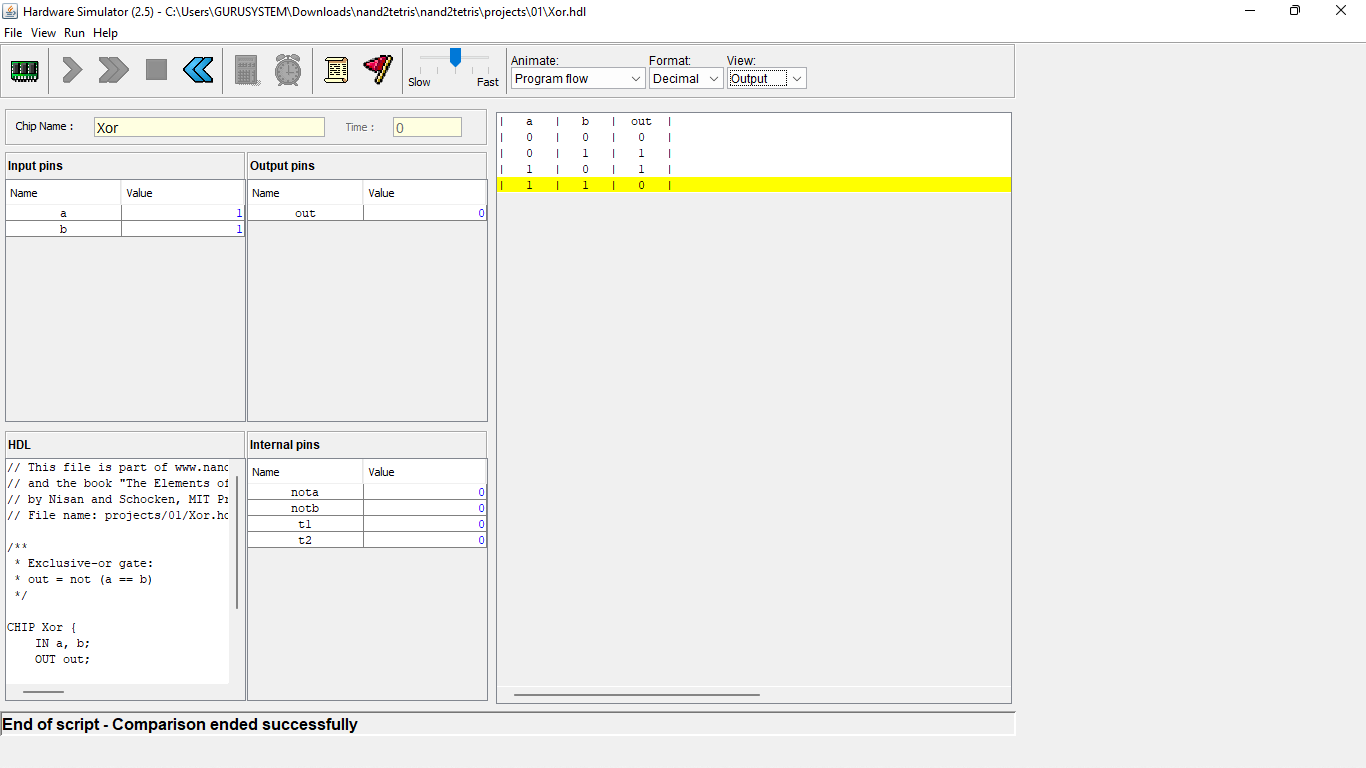 Hardware Simulator (2.5) - C:\Users\GURUSYSTEM\Downloads\nand2tetris\nand2tetris\projects\01\Xor.hdl
File View Run Help
Slow Fast
Animate: Format: View:
Program flow Decimal Output
Chip Name : Xor Time : 0
Input pins
Name Value
a 1
b 1
Output pins
Name Value
out 0
| a | b | out |
| 0 | 0 | 0 |
| 0 | 1 | 1 |
| 1 | 0 | 1 |
| 1 | 1 | 0 |
HDL
// This file is part of www.nand
// and the book "The Elements of
// by Nisan and Schocken, MIT Pr
// File name: projects/01/Xor.hd
/**
* Exclusive-or gate:
* out = not (a == b)
*/
CHIP Xor {
IN a, b;
OUT out;
Internal pins
Name Value
nota 0
notb 0
t1 0
t2 0
End of script - Comparison ended successfully